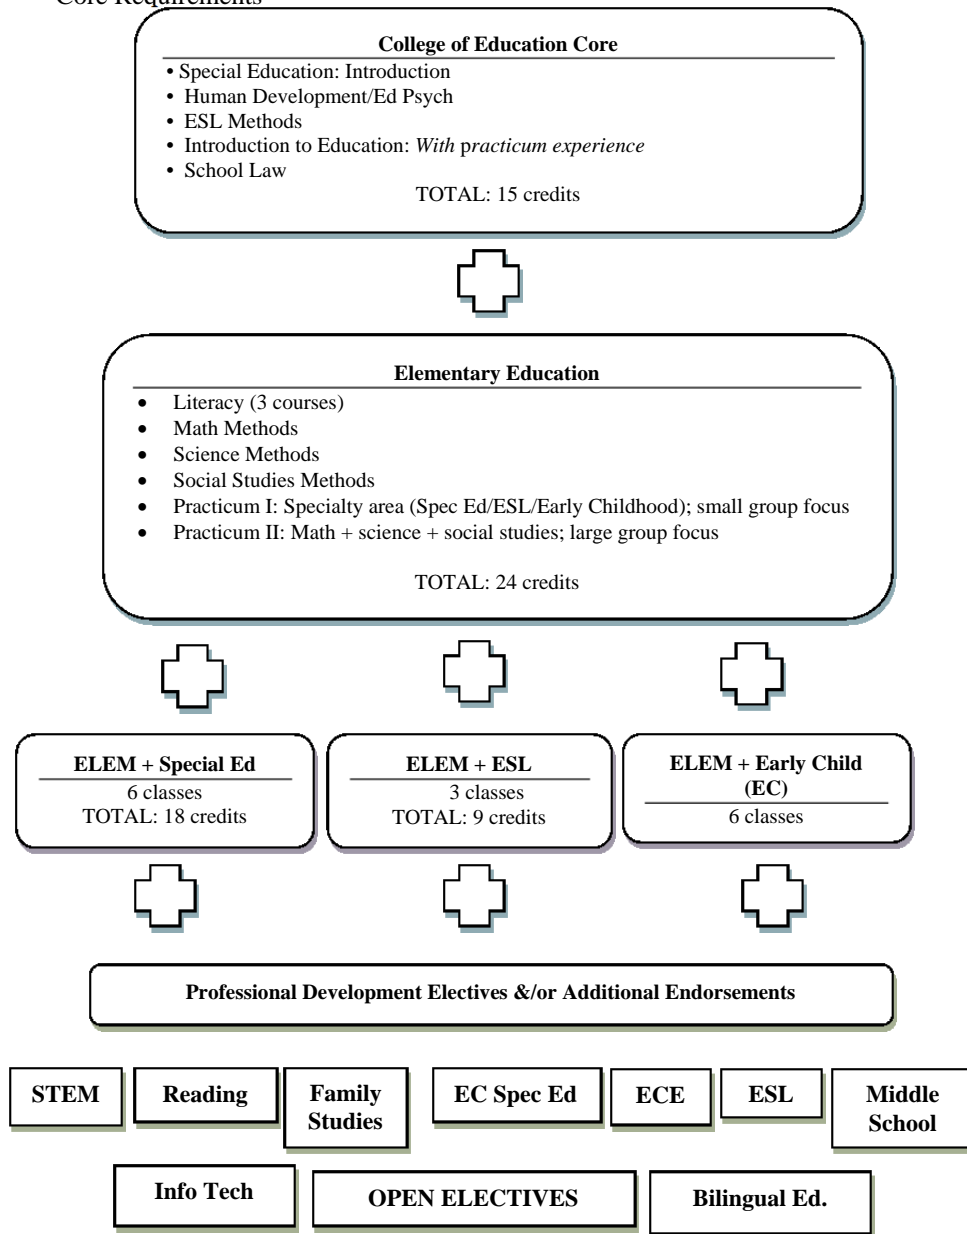 Core Requirements
College of Education Core
• Special Education: Introduction
• Human Development/Ed Psych
• ESL Methods
• Introduction to Education: With practicum experience
• School Law
TOTAL: 15 credits
Elementary Education
• Literacy (3 courses)
• Math Methods
• Science Methods
• Social Studies Methods
• Practicum I: Specialty area (Spec Ed/ESL/Early Childhood); small group focus
• Practicum II: Math + science + social studies; large group focus
TOTAL: 24 credits
ELEM + Special Ed
6 classes
TOTAL: 18 credits
ELEM + ESL
3 classes
TOTAL: 9 credits
ELEM + Early Child
(EC)
6 classes
Professional Development Electives &/or Additional Endorsements
STEM
Reading
Family
Studies
EC Spec Ed
ECE
ESL
Middle
School
Info Tech
OPEN ELECTIVES
Bilingual Ed.